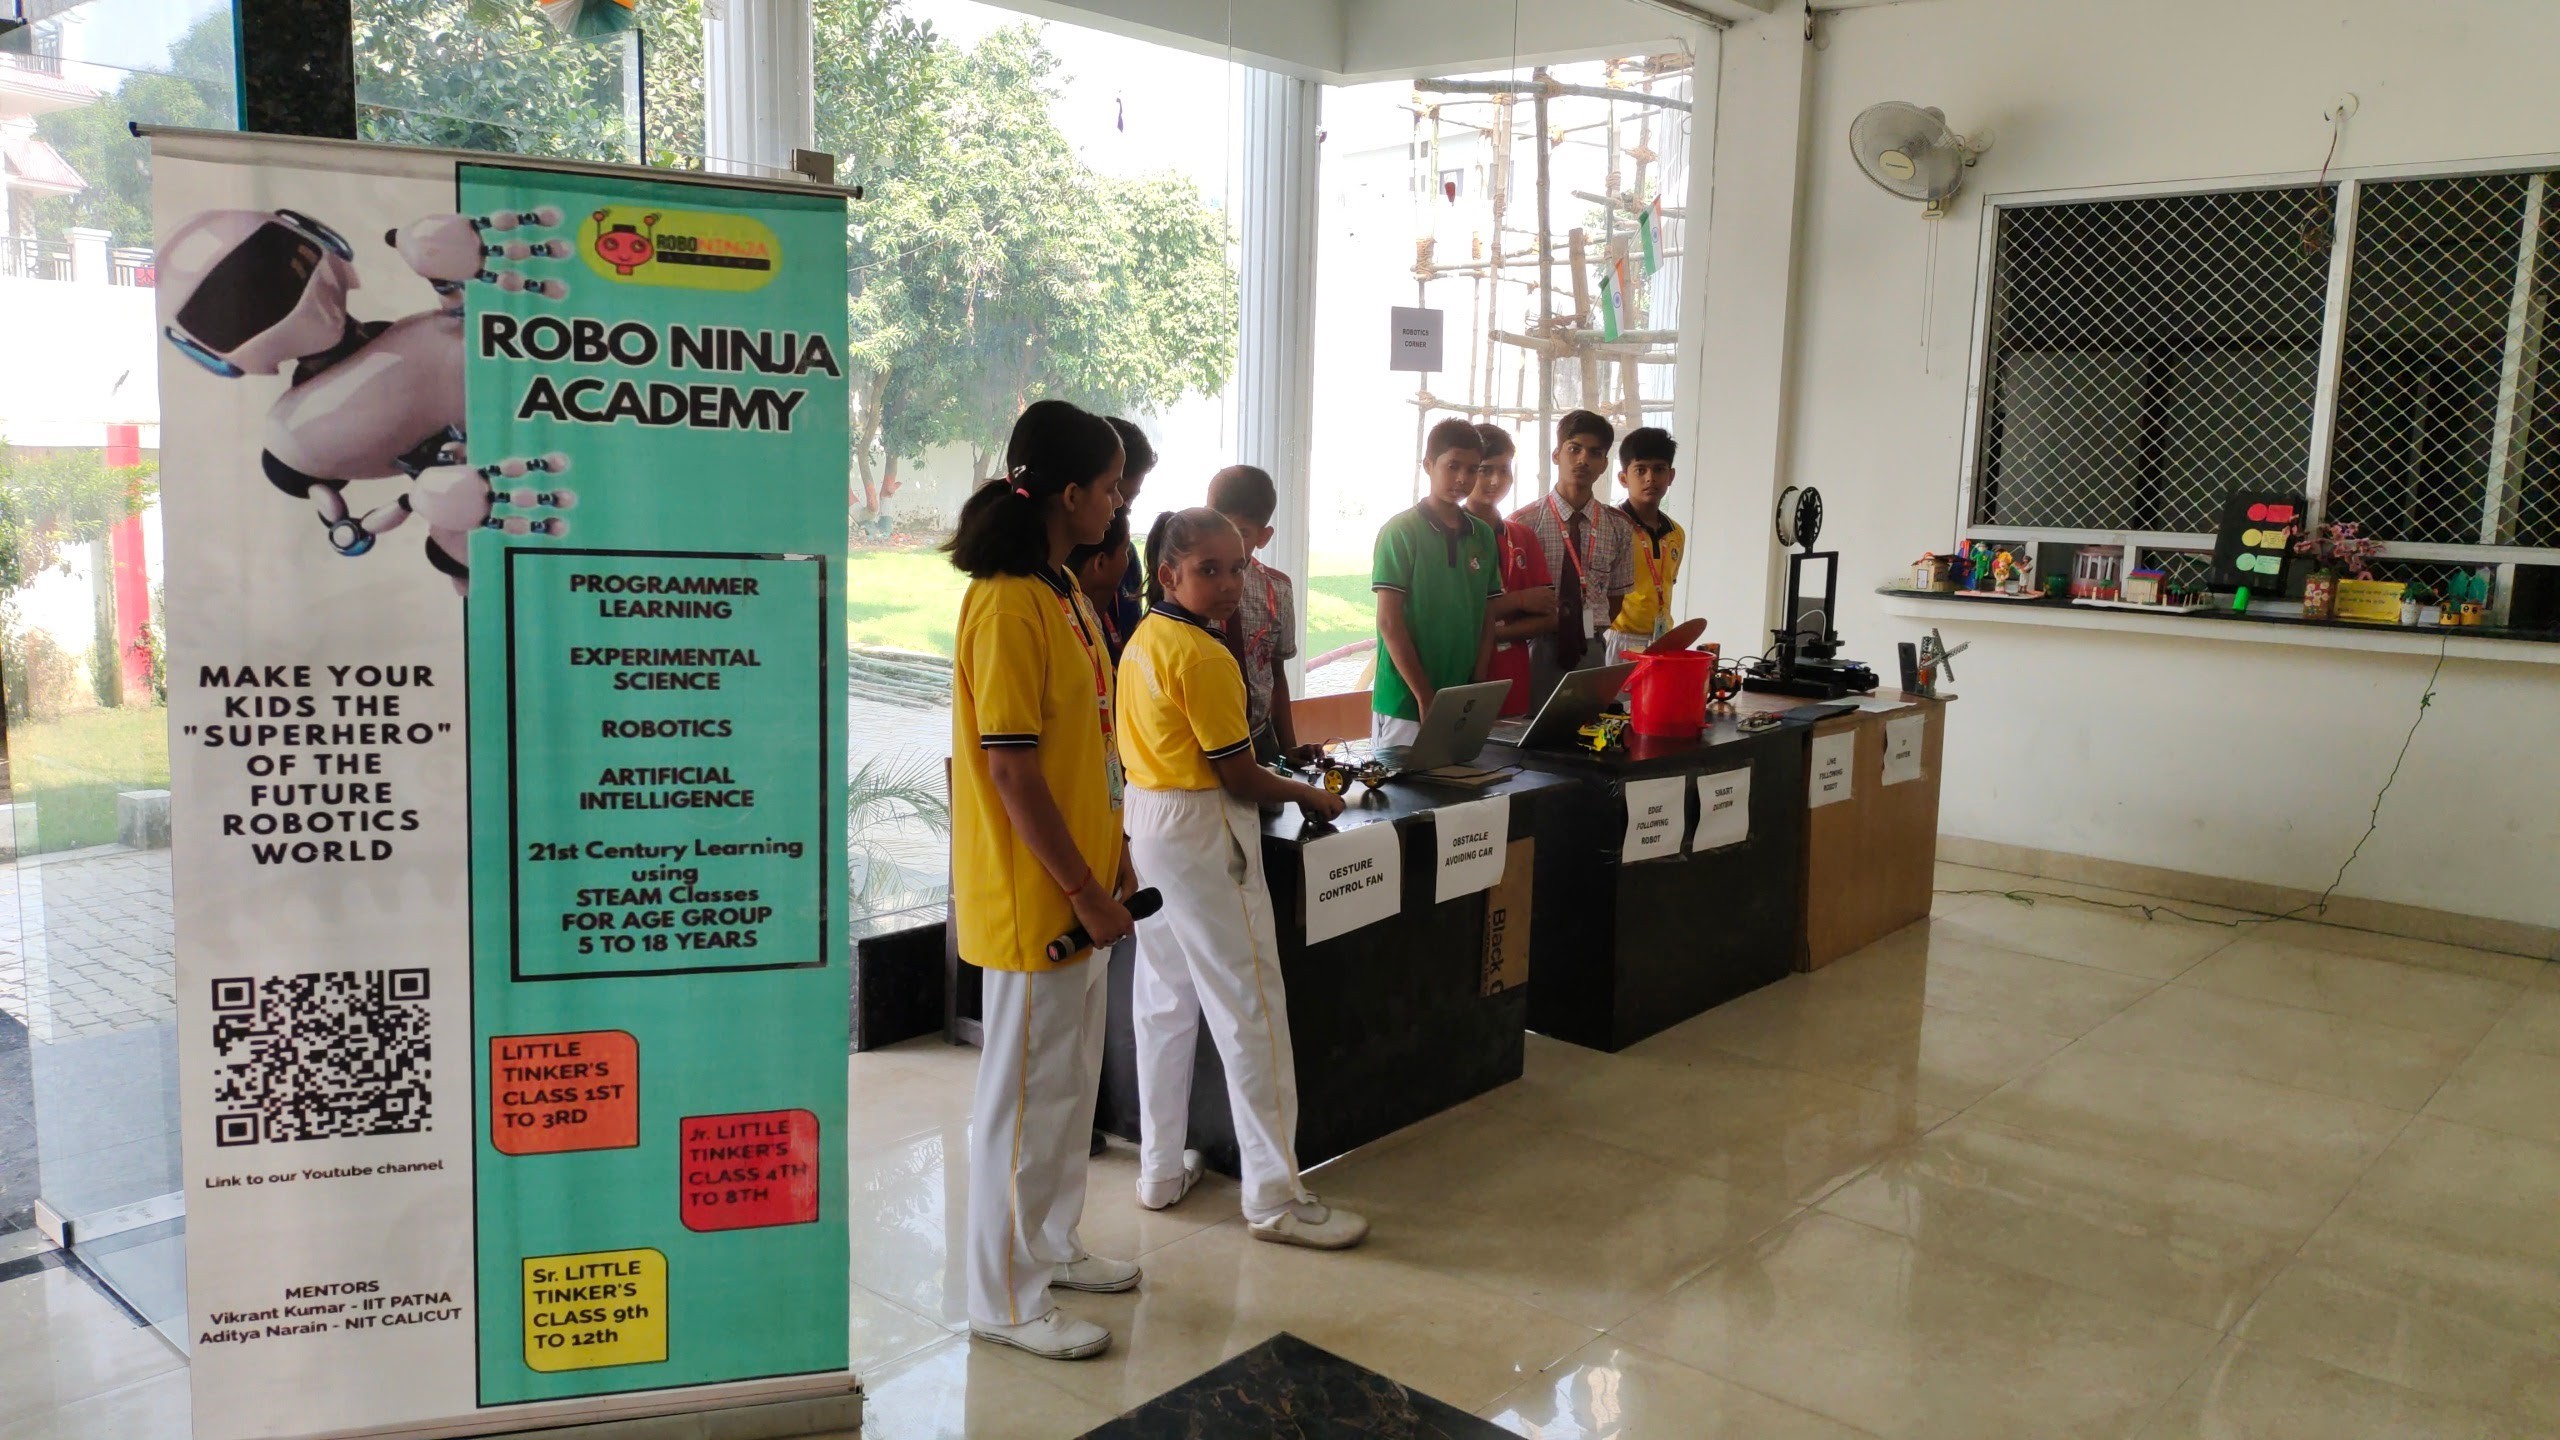 ROBONINJA
ROBO NINJA
ACADEMY
PROGRAMMER
LEARNING
EXPERIMENTAL
SCIENCE
ROBOTICS
ARTIFICIAL
INTELLIGENCE
21st Century Learning
using
STEAM Classes
FOR AGE GROUP
5 TO 18 YEARS
MAKE YOUR
KIDS THE
"SUPERHERO"
OF THE
FUTURE
ROBOTICS
WORLD
Link to our Youtube channel
MENTORS
Vikrant Kumar - IIT PATNA
Aditya Narain - NIT CALICUT
LITTLE
TINKER'S
CLASS 1ST
TO 3RD
Jr. LITTLE
TINKER'S
CLASS 4TH
TO 8TH
Sr. LITTLE
TINKER'S
CLASS 9th
TO 12th
ROBOTICS
CORNER
GESTURE
CONTROL FAN
OBSTACLE
AVOIDING CAR
Black
EDGE
FOLLOWING
ROBOT
SMART
DUSTBIN
LINE
FOLLOWING
ROBOT
PRINTER